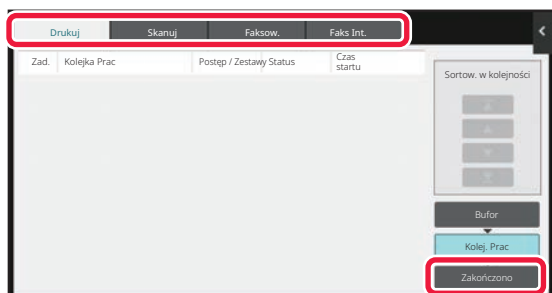 Drukuj Skanuj Faksow. Faks Int.
Zad. Kolejka Prac Postęp / Zestawy Status Czas startu
Sortow. w kolejności
Bufor
Kolej. Prac
Zakończono